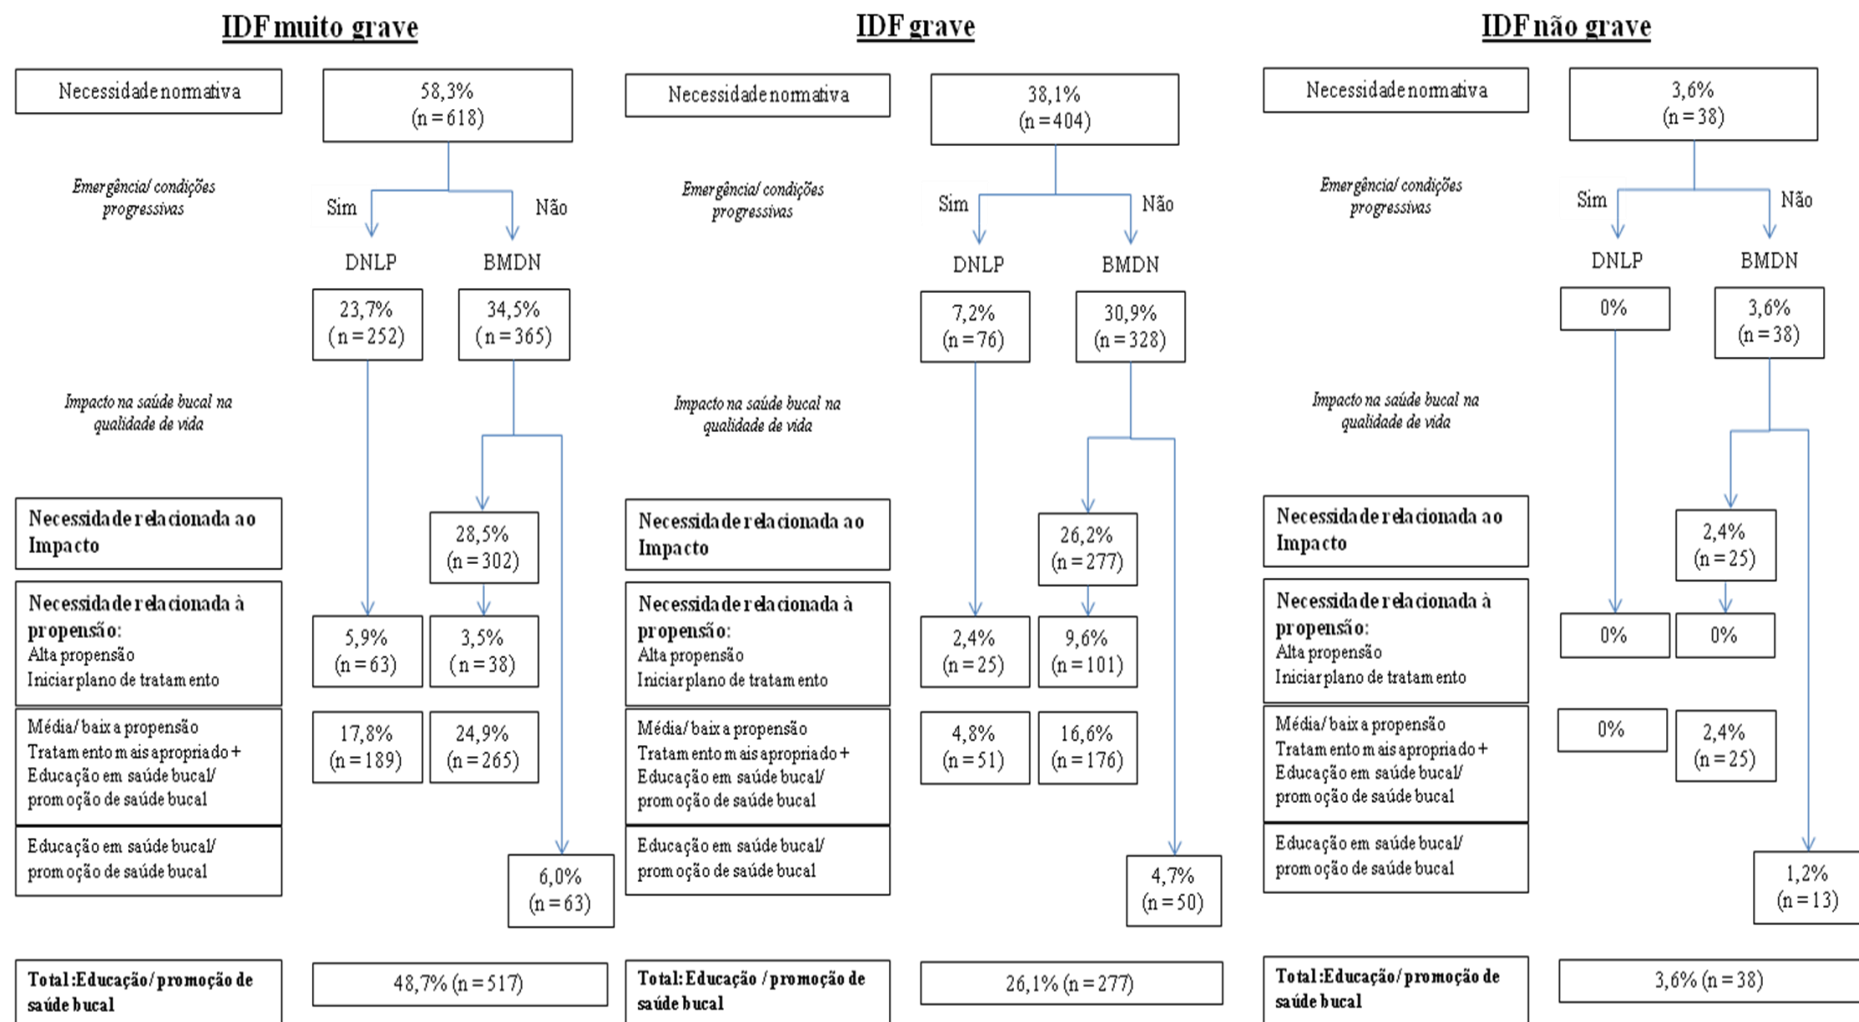 IDF muito grave
Necessidade normativa
58,3%
(n = 618)
Emergência/ condições
progressivas
Sim
Não
DNLP
BMDN
23,7%
(n = 252)
34,5%
(n = 365)
Impacto na saúde bucal na
qualidade de vida
Necessidade relacionada ao
Impacto
28,5%
(n = 302)
Necessidade relacionada à
propensão:
Alta propensão
Iniciar plano de tratamento
5,9%
(n = 63)
3,5%
(n = 38)
Média/ baixa propensão
Tratamento mais apropriado +
Educação em saúde bucal/
promoção de saúde bucal
17,8%
(n = 189)
24,9%
(n = 265)
Educação em saúde bucal/
promoção de saúde bucal
6,0%
(n = 63)
Total:Educação/ promoção de
saúde bucal
48,7% (n = 517)
IDF grave
Necessidade normativa
38,1%
(n = 404)
Emergência/ condições
progressivas
Sim
Não
DNLP
BMDN
7,2%
(n = 76)
30,9%
(n = 328)
Impacto na saúde bucal na
qualidade de vida
Necessidade relacionada ao
Impacto
26,2%
(n = 277)
Necessidade relacionada à
propensão:
Alta propensão
Iniciar plano de tratamento
2,4%
(n = 25)
9,6%
(n = 101)
Média/ baixa propensão
Tratamento mais apropriado +
Educação em saúde bucal/
promoção de saúde bucal
4,8%
(n = 51)
16,6%
(n = 176)
Educação em saúde bucal/
promoção de saúde bucal
4,7%
(n = 50)
Total:Educação / promoção de
saúde bucal
26,1% (n = 277)
IDF não grave
Necessidade normativa
3,6%
(n = 38)
Emergência/ condições
progressivas
Sim
Não
DNLP
BMDN
0%
3,6%
(n = 38)
Impacto na saúde bucal na
qualidade de vida
Necessidade relacionada ao
Impacto
2,4%
(n = 25)
Necessidade relacionada à
propensão:
Alta propensão
Iniciar plano de tratamento
0%
0%
Média/ baixa propensão
Tratamento mais apropriado +
Educação em saúde bucal/
promoção de saúde bucal
0%
2,4%
(n = 25)
Educação em saúde bucal/
promoção de saúde bucal
1,2%
(n = 13)
Total:Educação/ promoção de
saúde bucal
3,6% (n = 38)